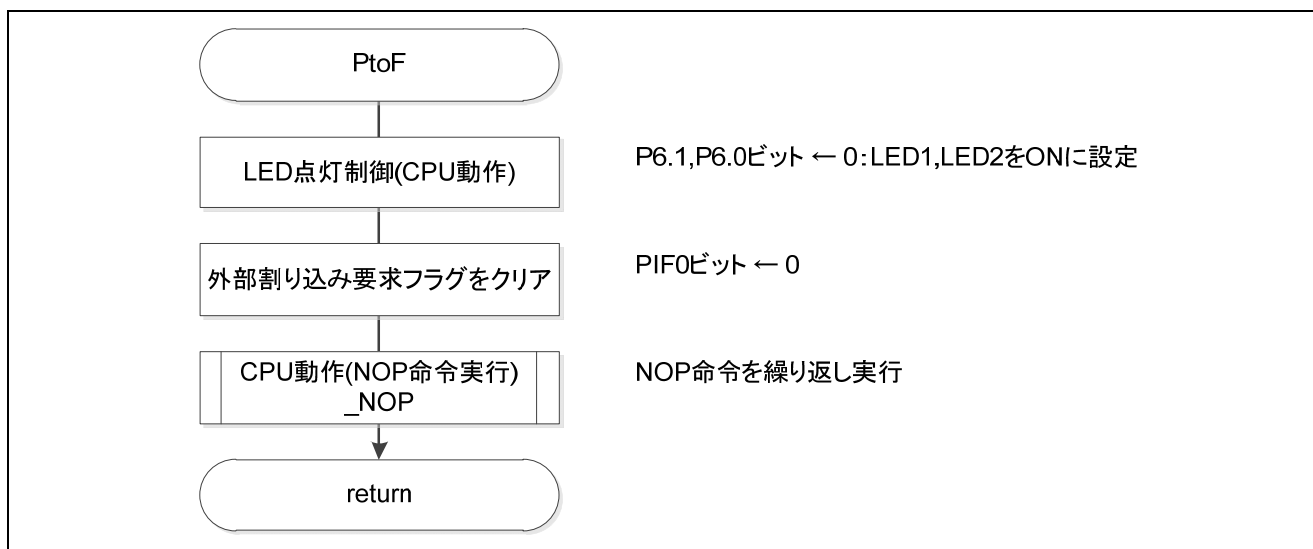 PtoF
LED点灯制御(CPU動作)
P6.1,P6.0ビット ← 0:LED1,LED2をONに設定
外部割り込み要求フラグをクリア
PIF0ビット ← 0
CPU動作(NOP命令実行)
_NOP
NOP命令を繰り返し実行
return